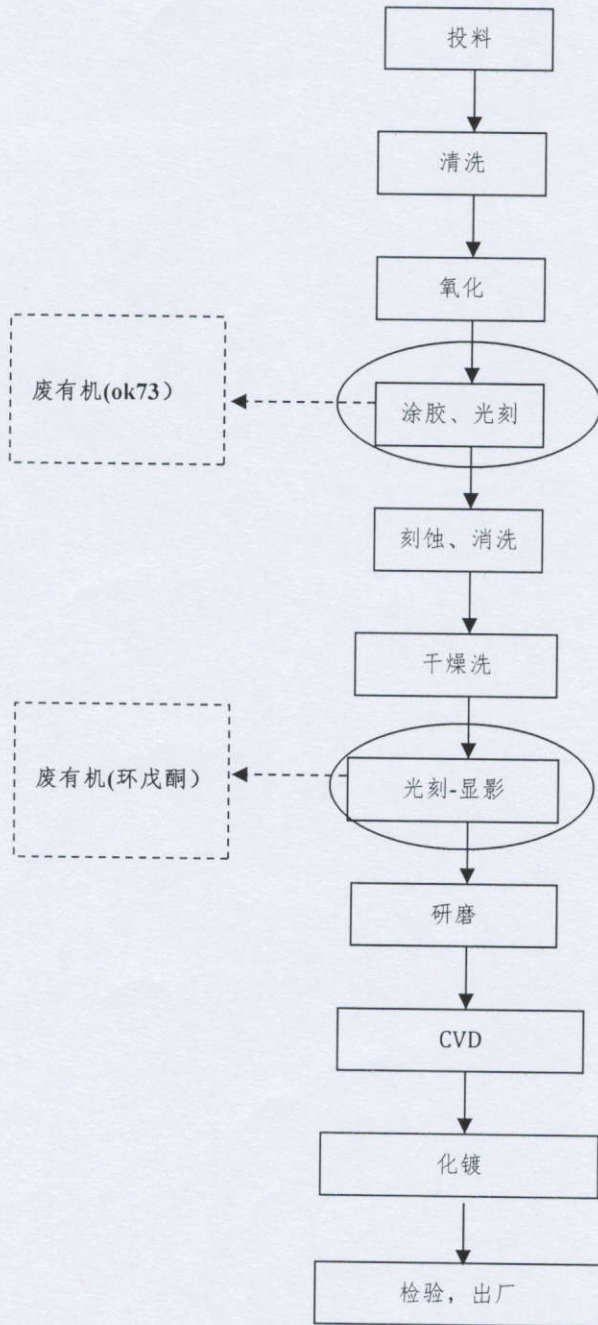 投料
清洗
氧化
废有机(ok73）
涂胶、光刻
刻蚀、消洗
干燥洗
废有机(环戊酮）
光刻-显影
研磨
CVD
化镀
检验，出厂